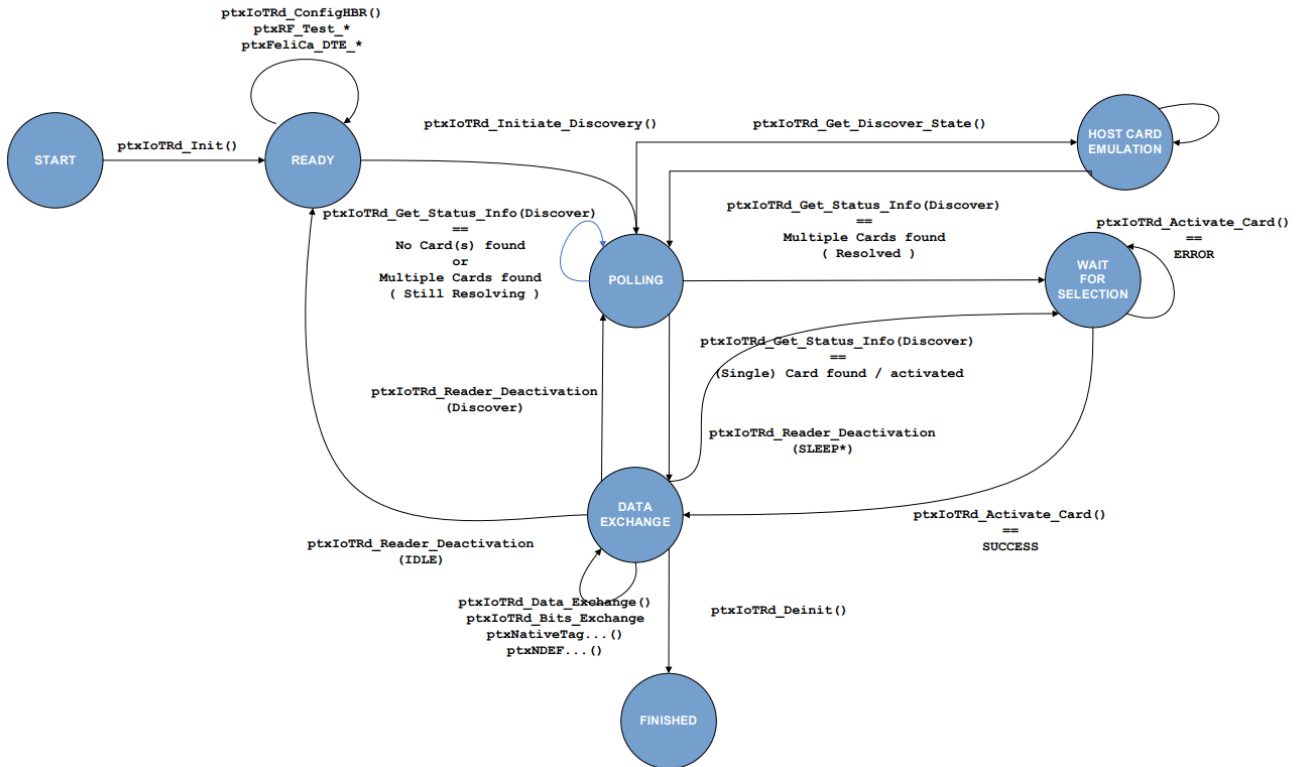 ptxIoTRd_ConfigHBR()
ptxRF_Test_*
ptxFeliCa_DTE_*
START
ptxIoTRd_Init()
READY
ptxIoTRd_Initiate_Discovery()
ptxIoTRd_Get_Discover_State()
HOST CARD
EMULATION
ptxIoTRd_Get_Status_Info(Discover)
==
No Card(s) found
or
Multiple Cards found
( Still Resolving )
POLLING
ptxIoTRd_Get_Status_Info(Discover)
==
Multiple Cards found
( Resolved )
ptxIoTRd_Activate_Card()
==
ERROR
WAIT
FOR
SELECTION
ptxIoTRd_Get_Status_Info(Discover)
==
(Single) Card found / activated
ptxIoTRd_Reader_Deactivation
(Discover)
ptxIoTRd_Reader_Deactivation
(SLEEP*)
DATA
EXCHANGE
ptxIoTRd_Activate_Card()
==
SUCCESS
ptxIoTRd_Reader_Deactivation
(IDLE)
ptxIoTRd_Data_Exchange()
ptxIoTRd_Bits_Exchange
ptxNativeTag...()
ptxNDEF...()
ptxIoTRd_Deinit()
FINISHED